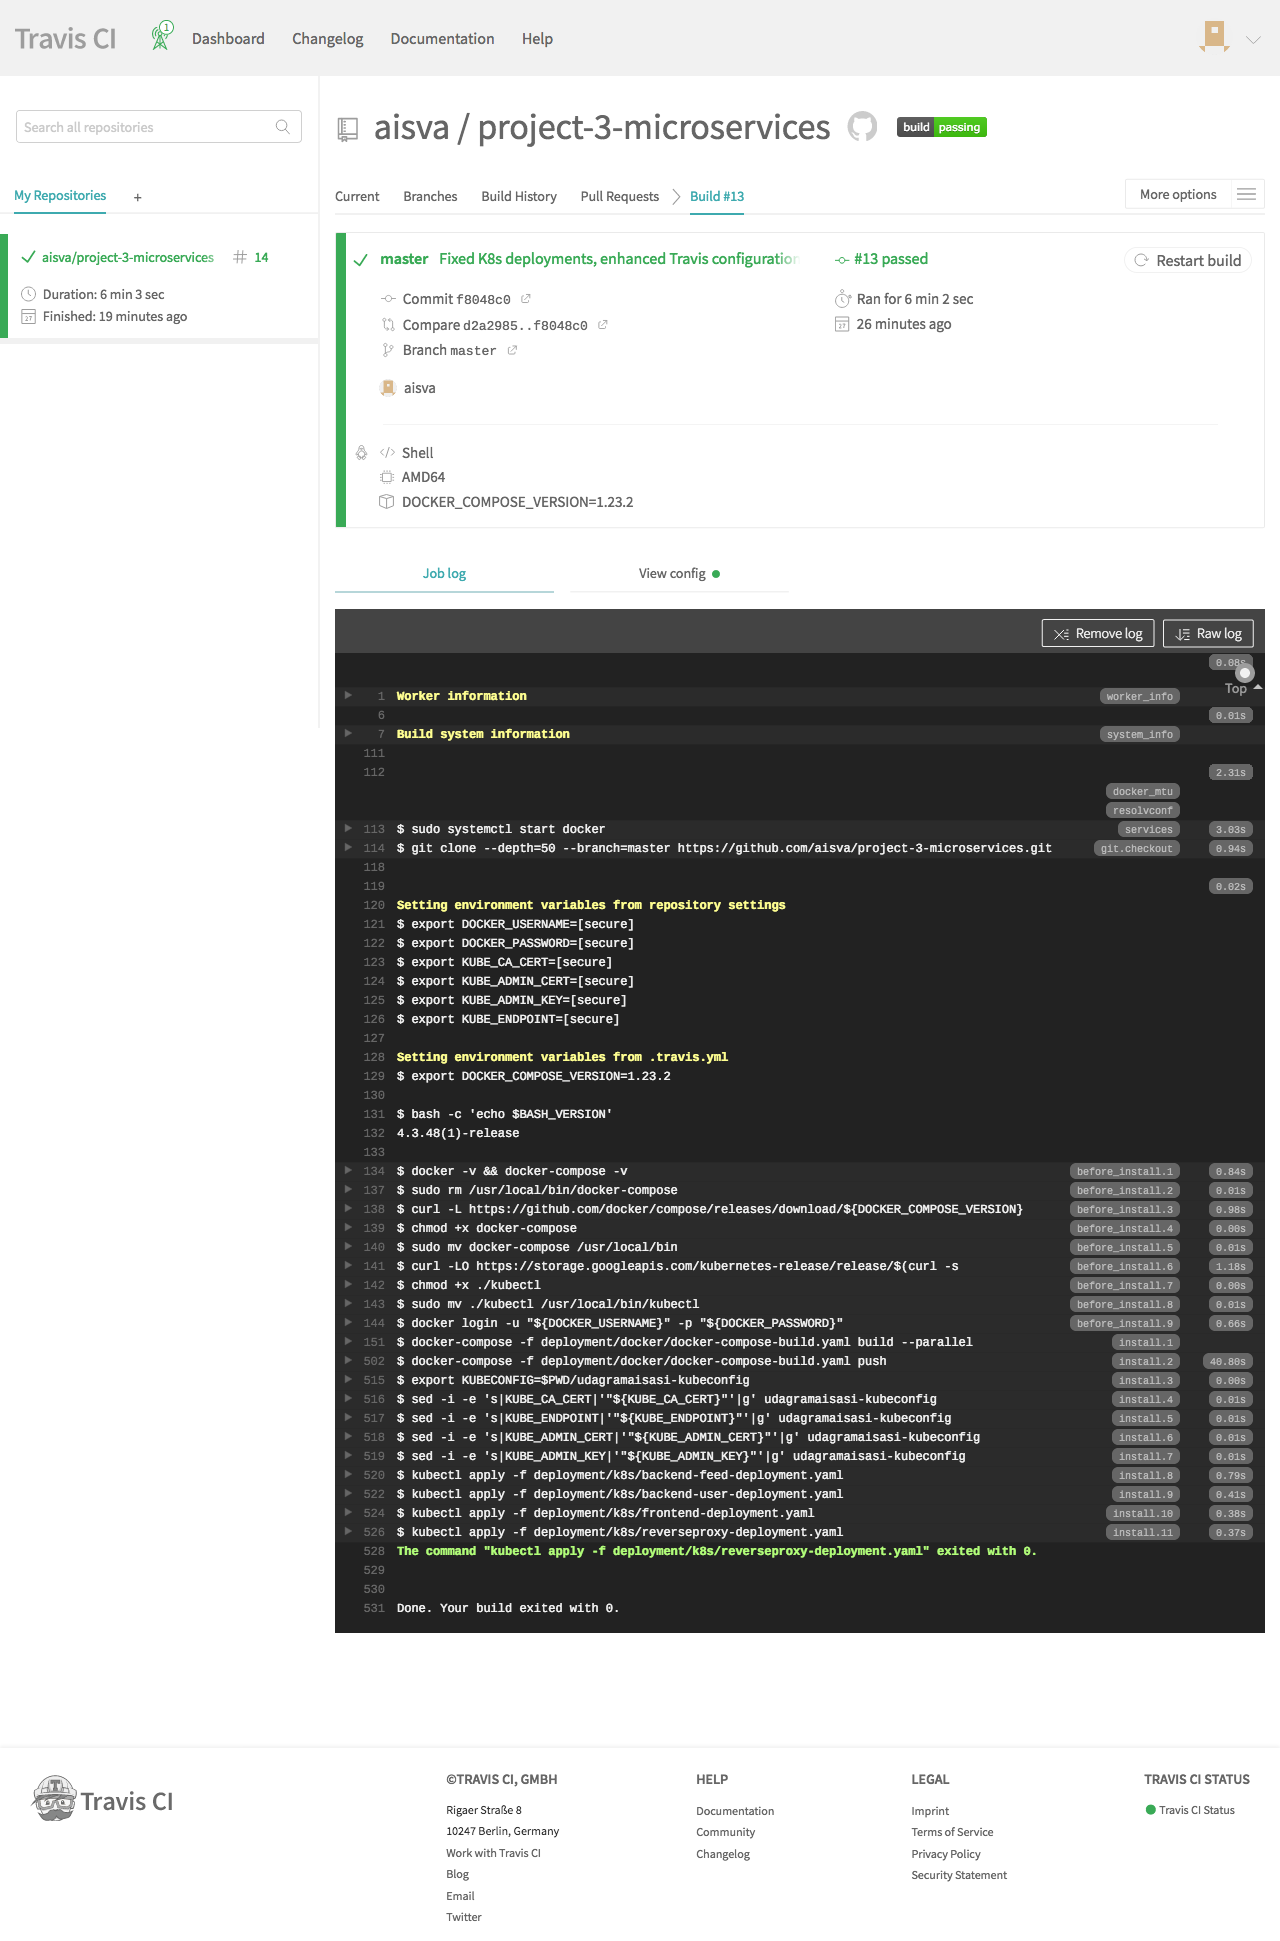 Travis CI
1
Dashboard
Changelog
Documentation
Help
Search all repositories
My Repositories
+
aisva/project-3-microservices # 14
Duration: 6 min 3 sec
Finished: 19 minutes ago
aisva / project-3-microservices
build passing
Current
Branches
Build History
Pull Requests
Build #13
More options
master Fixed K8s deployments, enhanced Travis configuration
#13 passed
Restart build
Commit f8048c0
Ran for 6 min 2 sec
Compare d2a2985..f8048c0
26 minutes ago
Branch master
aisva
Shell
AMD64
DOCKER_COMPOSE_VERSION=1.23.2
Job log
View config
Remove log
Raw log
0.08s
Top
1 Worker information worker_info
6 0.01s
7 Build system information system_info
111
112 2.31s
docker_mtu
resolvconf
113 $ sudo systemctl start docker services 3.03s
114 $ git clone --depth=50 --branch=master https://github.com/aisva/project-3-microservices.git git.checkout 0.94s
118
119 0.02s
120 Setting environment variables from repository settings
121 $ export DOCKER_USERNAME=[secure]
122 $ export DOCKER_PASSWORD=[secure]
123 $ export KUBE_CA_CERT=[secure]
124 $ export KUBE_ADMIN_CERT=[secure]
125 $ export KUBE_ADMIN_KEY=[secure]
126 $ export KUBE_ENDPOINT=[secure]
127
128 Setting environment variables from .travis.yml
129 $ export DOCKER_COMPOSE_VERSION=1.23.2
130
131 $ bash -c 'echo $BASH_VERSION'
132 4.3.48(1)-release
133
134 $ docker -v && docker-compose -v before_install.1 0.84s
137 $ sudo rm /usr/local/bin/docker-compose before_install.2 0.01s
138 $ curl -L https://github.com/docker/compose/releases/download/${DOCKER_COMPOSE_VERSION} before_install.3 0.98s
139 $ chmod +x docker-compose before_install.4 0.00s
140 $ sudo mv docker-compose /usr/local/bin before_install.5 0.01s
141 $ curl -LO https://storage.googleapis.com/kubernetes-release/release/$(curl -s before_install.6 1.18s
142 $ chmod +x ./kubectl before_install.7 0.00s
143 $ sudo mv ./kubectl /usr/local/bin/kubectl before_install.8 0.01s
144 $ docker login -u "${DOCKER_USERNAME}" -p "${DOCKER_PASSWORD}" before_install.9 0.66s
151 $ docker-compose -f deployment/docker/docker-compose-build.yaml build --parallel install.1
502 $ docker-compose -f deployment/docker/docker-compose-build.yaml push install.2 40.80s
515 $ export KUBECONFIG=$PWD/udagramaisasi-kubeconfig install.3 0.00s
516 $ sed -i -e 's|KUBE_CA_CERT|'"${KUBE_CA_CERT}"'|g' udagramaisasi-kubeconfig install.4 0.01s
517 $ sed -i -e 's|KUBE_ENDPOINT|'"${KUBE_ENDPOINT}"'|g' udagramaisasi-kubeconfig install.5 0.01s
518 $ sed -i -e 's|KUBE_ADMIN_CERT|'"${KUBE_ADMIN_CERT}"'|g' udagramaisasi-kubeconfig install.6 0.01s
519 $ sed -i -e 's|KUBE_ADMIN_KEY|'"${KUBE_ADMIN_KEY}"'|g' udagramaisasi-kubeconfig install.7 0.01s
520 $ kubectl apply -f deployment/k8s/backend-feed-deployment.yaml install.8 0.79s
522 $ kubectl apply -f deployment/k8s/backend-user-deployment.yaml install.9 0.41s
524 $ kubectl apply -f deployment/k8s/frontend-deployment.yaml install.10 0.38s
526 $ kubectl apply -f deployment/k8s/reverseproxy-deployment.yaml install.11 0.37s
528 The command "kubectl apply -f deployment/k8s/reverseproxy-deployment.yaml" exited with 0.
529
530
531 Done. Your build exited with 0.
Travis CI
©TRAVIS CI, GMBH
Rigaer Straße 8
10247 Berlin, Germany
Work with Travis CI
Blog
Email
Twitter
HELP
Documentation
Community
Changelog
LEGAL
Imprint
Terms of Service
Privacy Policy
Security Statement
TRAVIS CI STATUS
Travis CI Status